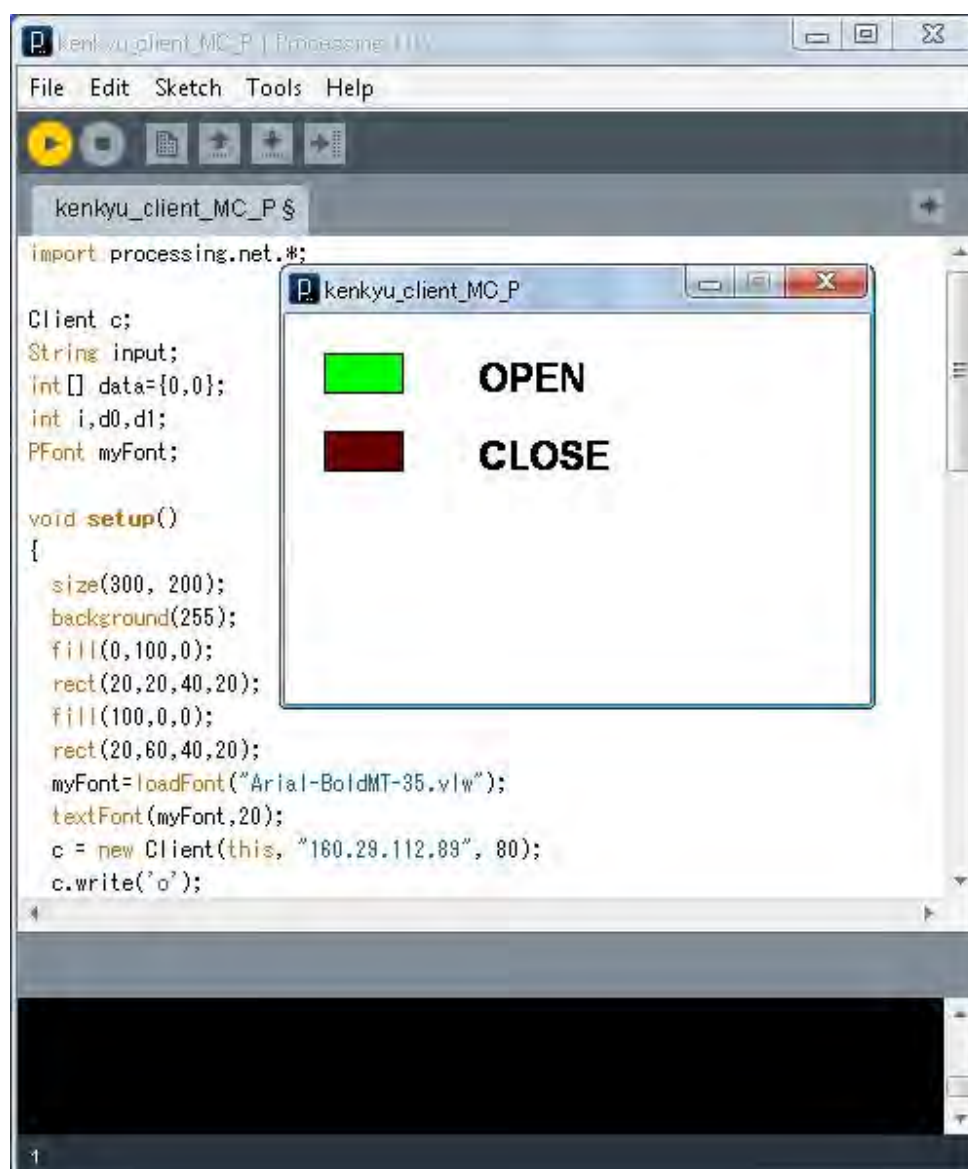 kenkyu_client_MC_P | Processing
File Edit Sketch Tools Help
kenkyu_client_MC_P §
import processing.net.*;
Client c;
String input;
int[] data={0,0};
int i,d0,d1;
PFont myFont;
void setup()
{
size(300, 200);
background(255);
fill(0,100,0);
rect(20,20,40,20);
fill(100,0,0);
rect(20,60,40,20);
myFont=loadFont("Arial-BoldMT-35.vlw");
textFont(myFont,20);
c = new Client(this, "160.29.112.89", 80);
c.write('o');
kenkyu_client_MC_P
OPEN
CLOSE
1